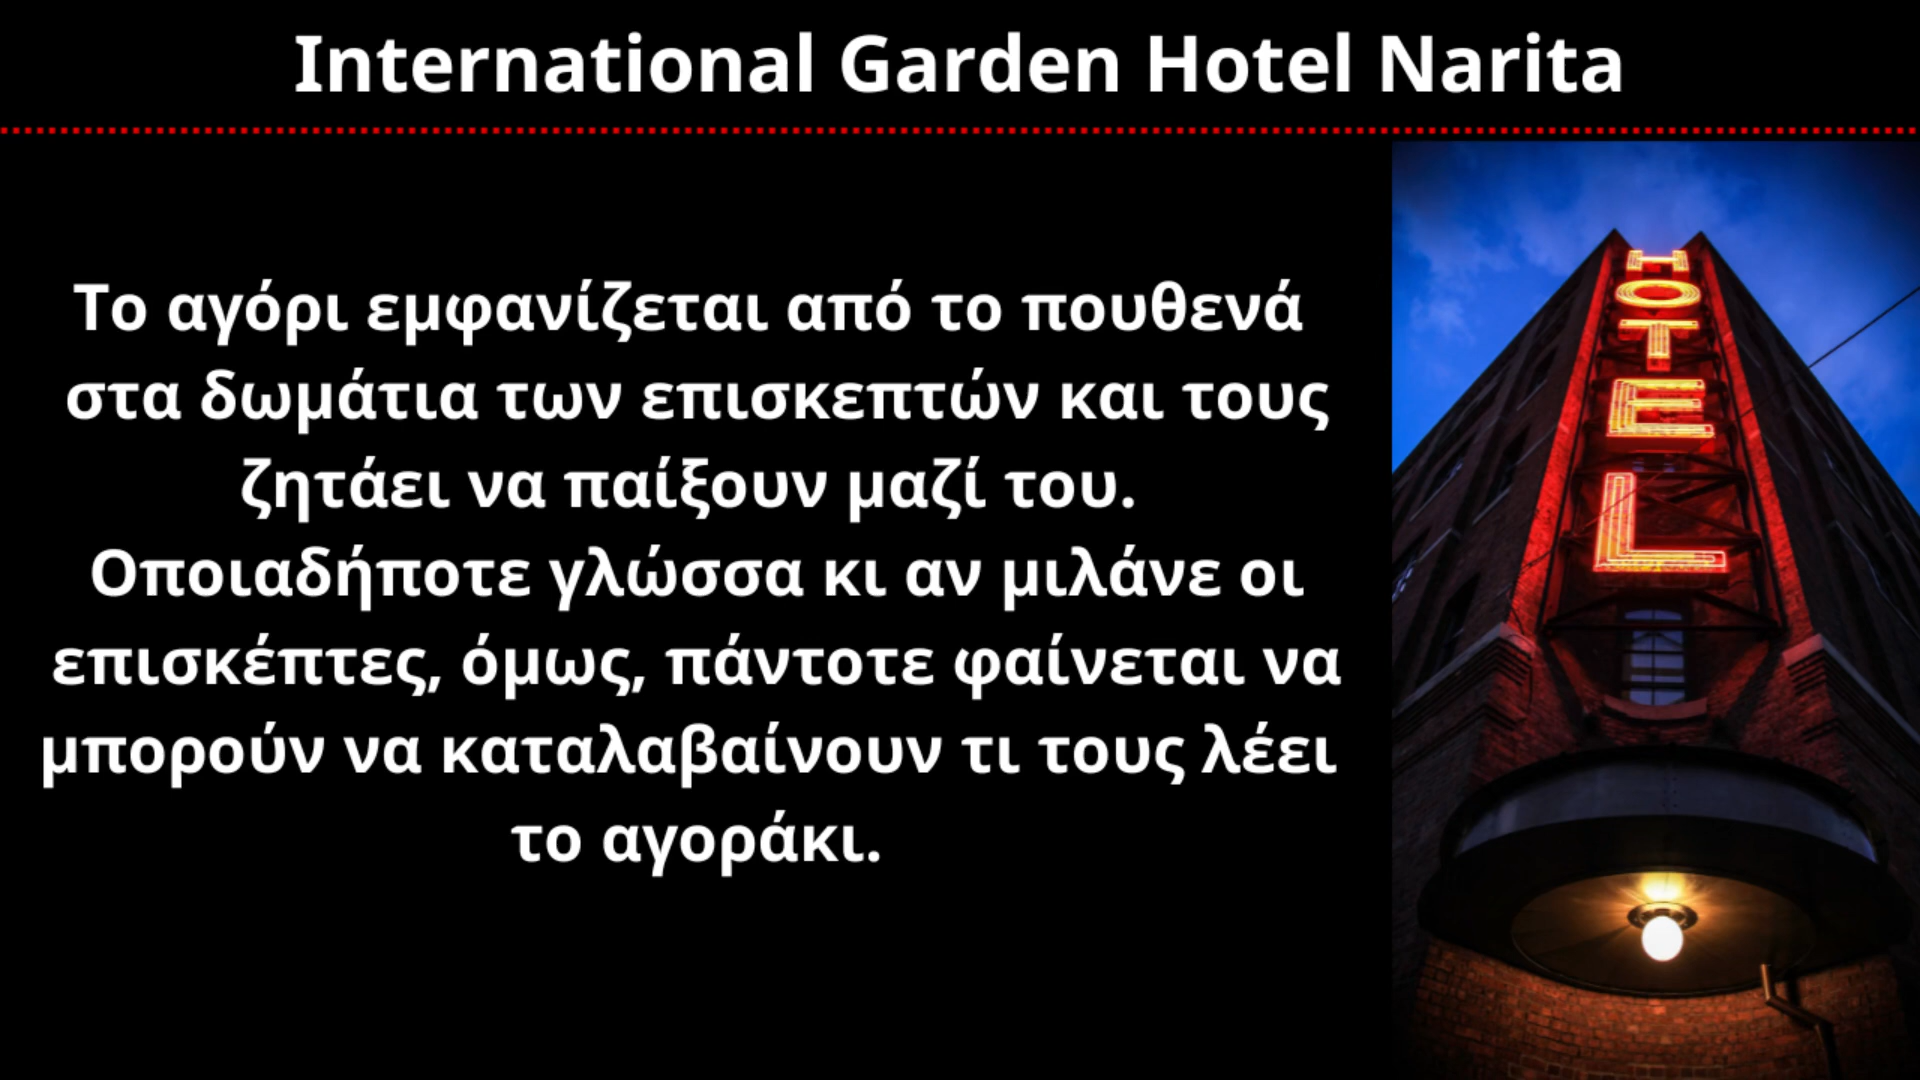 International Garden Hotel Narita
Το αγόρι εμφανίζεται από το πουθενά
στα δωμάτια των επισκεπτών και τους
ζητάει να παίξουν μαζί του.
Οποιαδήποτε γλώσσα κι αν μιλάνε οι
επισκέπτες, όμως, πάντοτε φαίνεται να
μπορούν να καταλαβαίνουν τι τους λέει
το αγοράκι.
HOTEL